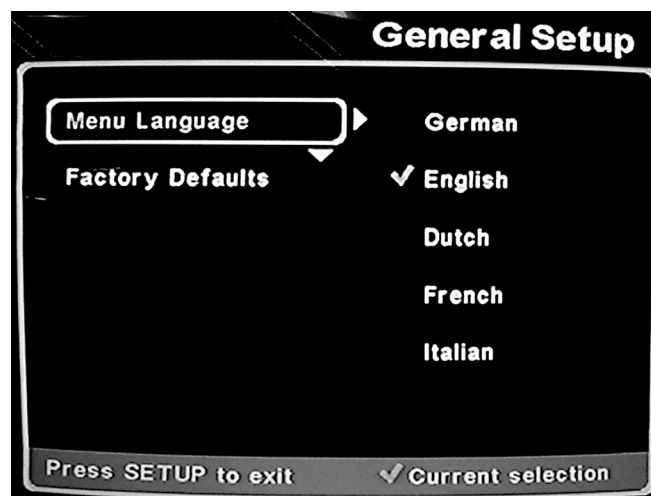 General Setup
Menu Language
German
Factory Defaults
English
Dutch
French
Italian
Press SETUP to exit
Current selection